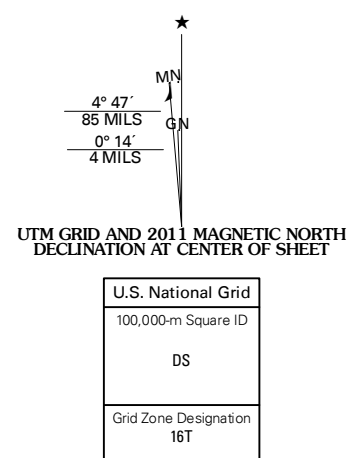 ★
MN
4° 47´
85 MILS
GN
0° 14´
4 MILS
UTM GRID AND 2011 MAGNETIC NORTH
DECLINATION AT CENTER OF SHEET
U.S. National Grid
100,000-m Square ID
DS
Grid Zone Designation
16T